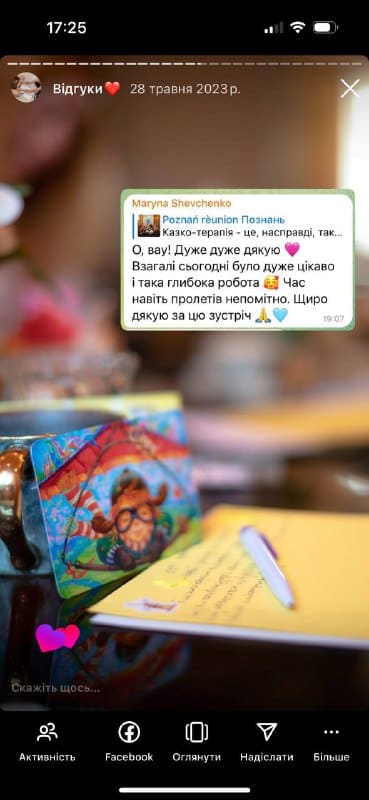 17:25
Відгуки❤️ 28 травня 2023 р.
Maryna Shevchenko
Poznań rèunion Познань
Казко-терапія - це, насправді, так...
О, вау! Дуже дуже дякую 💖
Взагалі сьогодні було дуже цікаво
і така глибока робота 🥰 Час
навіть пролетів непомітно. Щиро
дякую за цю зустріч 🙏🩵
19:07
Скажіть щось...
Активність Facebook Оглянути Надіслати Більше